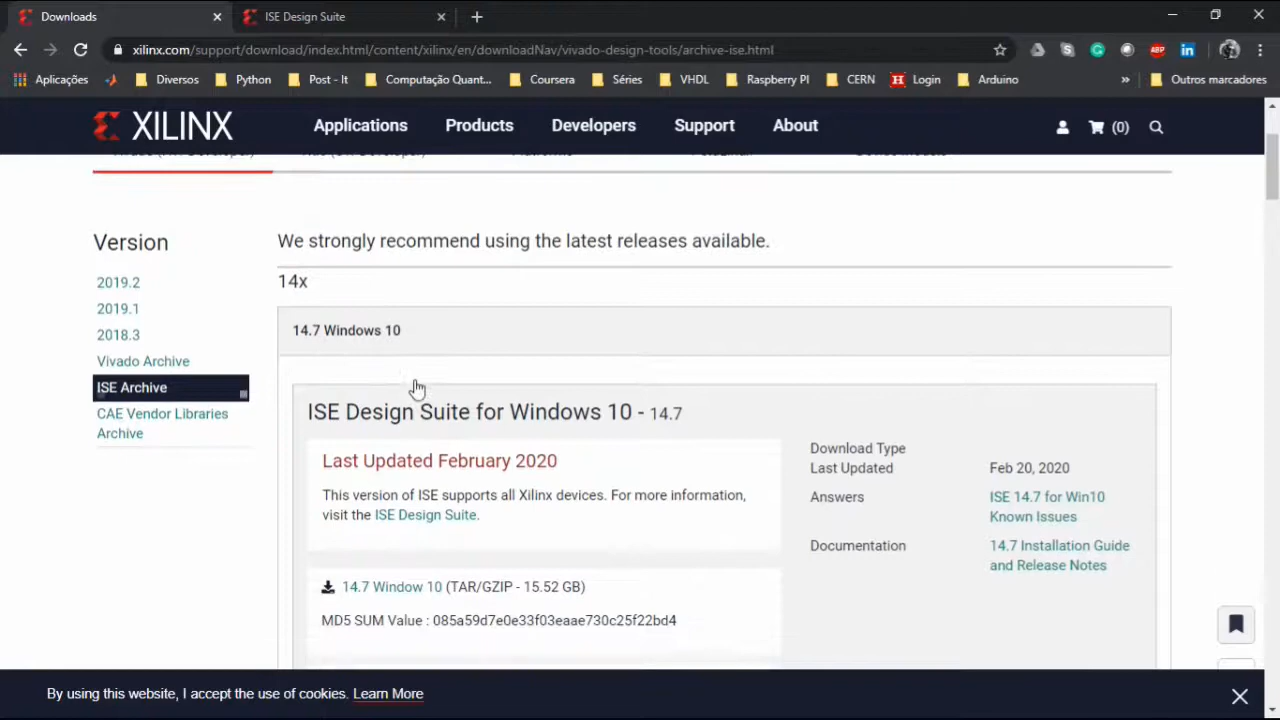 Downloads
ISE Design Suite
xilinx.com/support/download/index.html/content/xilinx/en/downloadNav/vivado-design-tools/archive-ise.html
Aplicações
Diversos
Python
Post - It
Computação Quant...
Coursera
Séries
VHDL
Raspberry PI
CERN
Login
Arduino
Outros marcadores
XILINX
Applications
Products
Developers
Support
About
(0)
Version
2019.2
2019.1
2018.3
Vivado Archive
ISE Archive
CAE Vendor Libraries
Archive
We strongly recommend using the latest releases available.
14x
14.7 Windows 10
ISE Design Suite for Windows 10 - 14.7
Last Updated February 2020
This version of ISE supports all Xilinx devices. For more information,
visit the ISE Design Suite.
14.7 Window 10 (TAR/GZIP - 15.52 GB)
MD5 SUM Value : 085a59d7e0e33f03eaae730c25f22bd4
Download Type
Last Updated
Feb 20, 2020
Answers
ISE 14.7 for Win10
Known Issues
Documentation
14.7 Installation Guide
and Release Notes
By using this website, I accept the use of cookies. Learn More